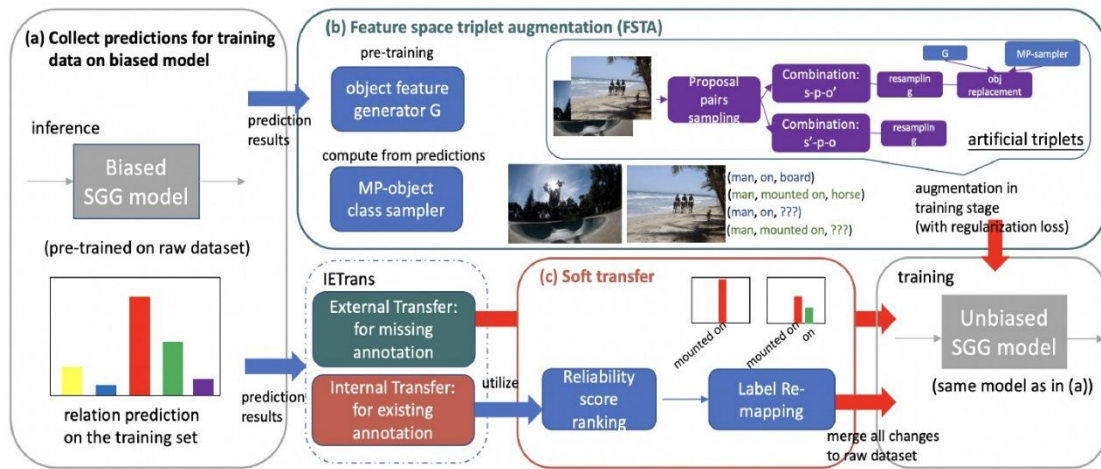 (a) Collect predictions for training
data on biased model
inference
Biased
SGG model
(pre-trained on raw dataset)
relation prediction
on the training set
prediction
results
prediction
results
(b) Feature space triplet augmentation (FSTA)
pre-training
object feature
generator G
compute from predictions
MP-object
class sampler
Proposal
pairs
sampling
Combination:
s-p-o'
resamplin
g
obj
replacement
G
MP-sampler
Combination:
s'-p-o
resamplin
g
artificial triplets
(man, on, board)
(man, mounted on, horse)
(man, on, ???)
(man, mounted on, ???)
augmentation in
training stage
(with regularization loss)
IETrans
External Transfer:
for missing
annotation
Internal Transfer:
for existing
annotation
utilize
(c) Soft transfer
mounted on
mounted on
on
Reliability
score
ranking
Label Re-
mapping
merge all changes
to raw dataset
training
Unbiased
SGG model
(same model as in (a))